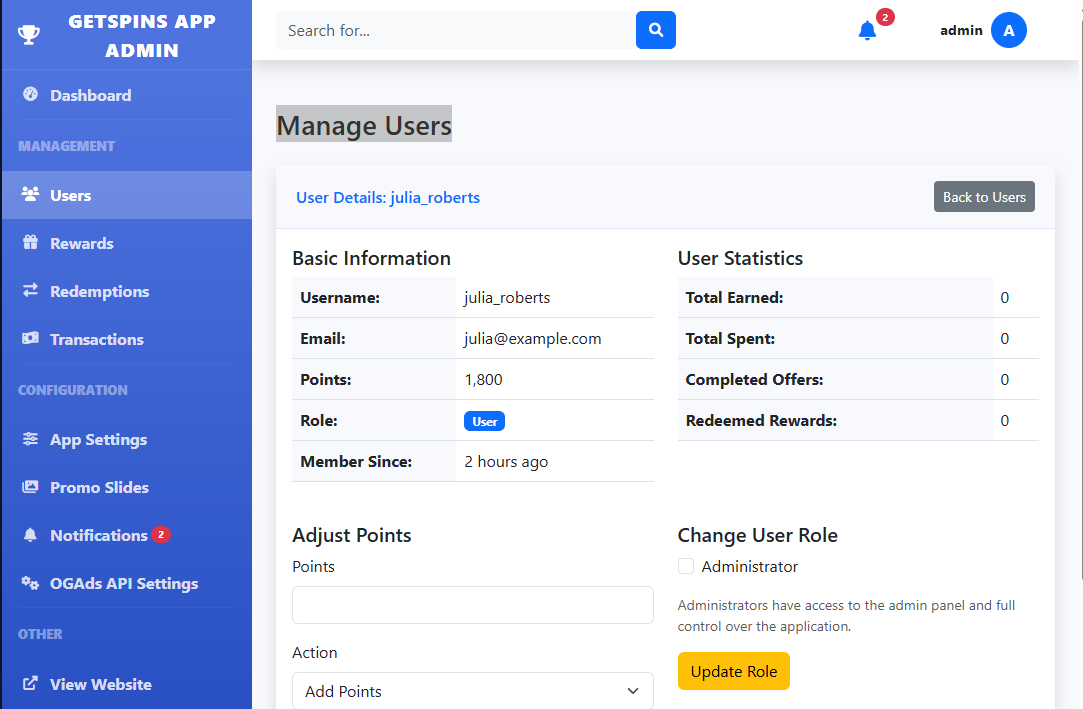 GETSPINS APP
ADMIN
Dashboard
MANAGEMENT
Users
Rewards
Redemptions
Transactions
CONFIGURATION
App Settings
Promo Slides
Notifications 2
OGAds API Settings
OTHER
View Website
Search for...
2
admin A
Manage Users
User Details: julia_roberts
Back to Users
Basic Information
Username: julia_roberts
Email: julia@example.com
Points: 1,800
Role: User
Member Since: 2 hours ago
User Statistics
Total Earned: 0
Total Spent: 0
Completed Offers: 0
Redeemed Rewards: 0
Adjust Points
Points
Action
Add Points
Change User Role
Administrator
Administrators have access to the admin panel and full
control over the application.
Update Role